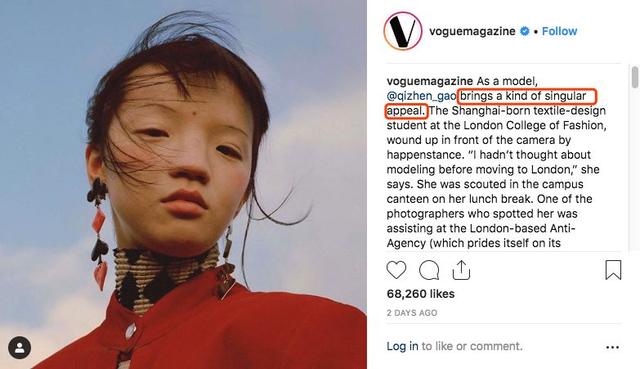 voguemagazine • Follow
voguemagazine As a model,
@qizhen_gao brings a kind of singular
appeal. The Shanghai-born textile-design
student at the London College of Fashion,
wound up in front of the camera by
happenstance. “I hadn’t thought about
modeling before moving to London,” she
says. She was scouted in the campus
canteen on her lunch break. One of the
photographers who spotted her was
assisting at the London-based Anti-
Agency (which prides itself on its
68,260 likes
2 DAYS AGO
Log in to like or comment.